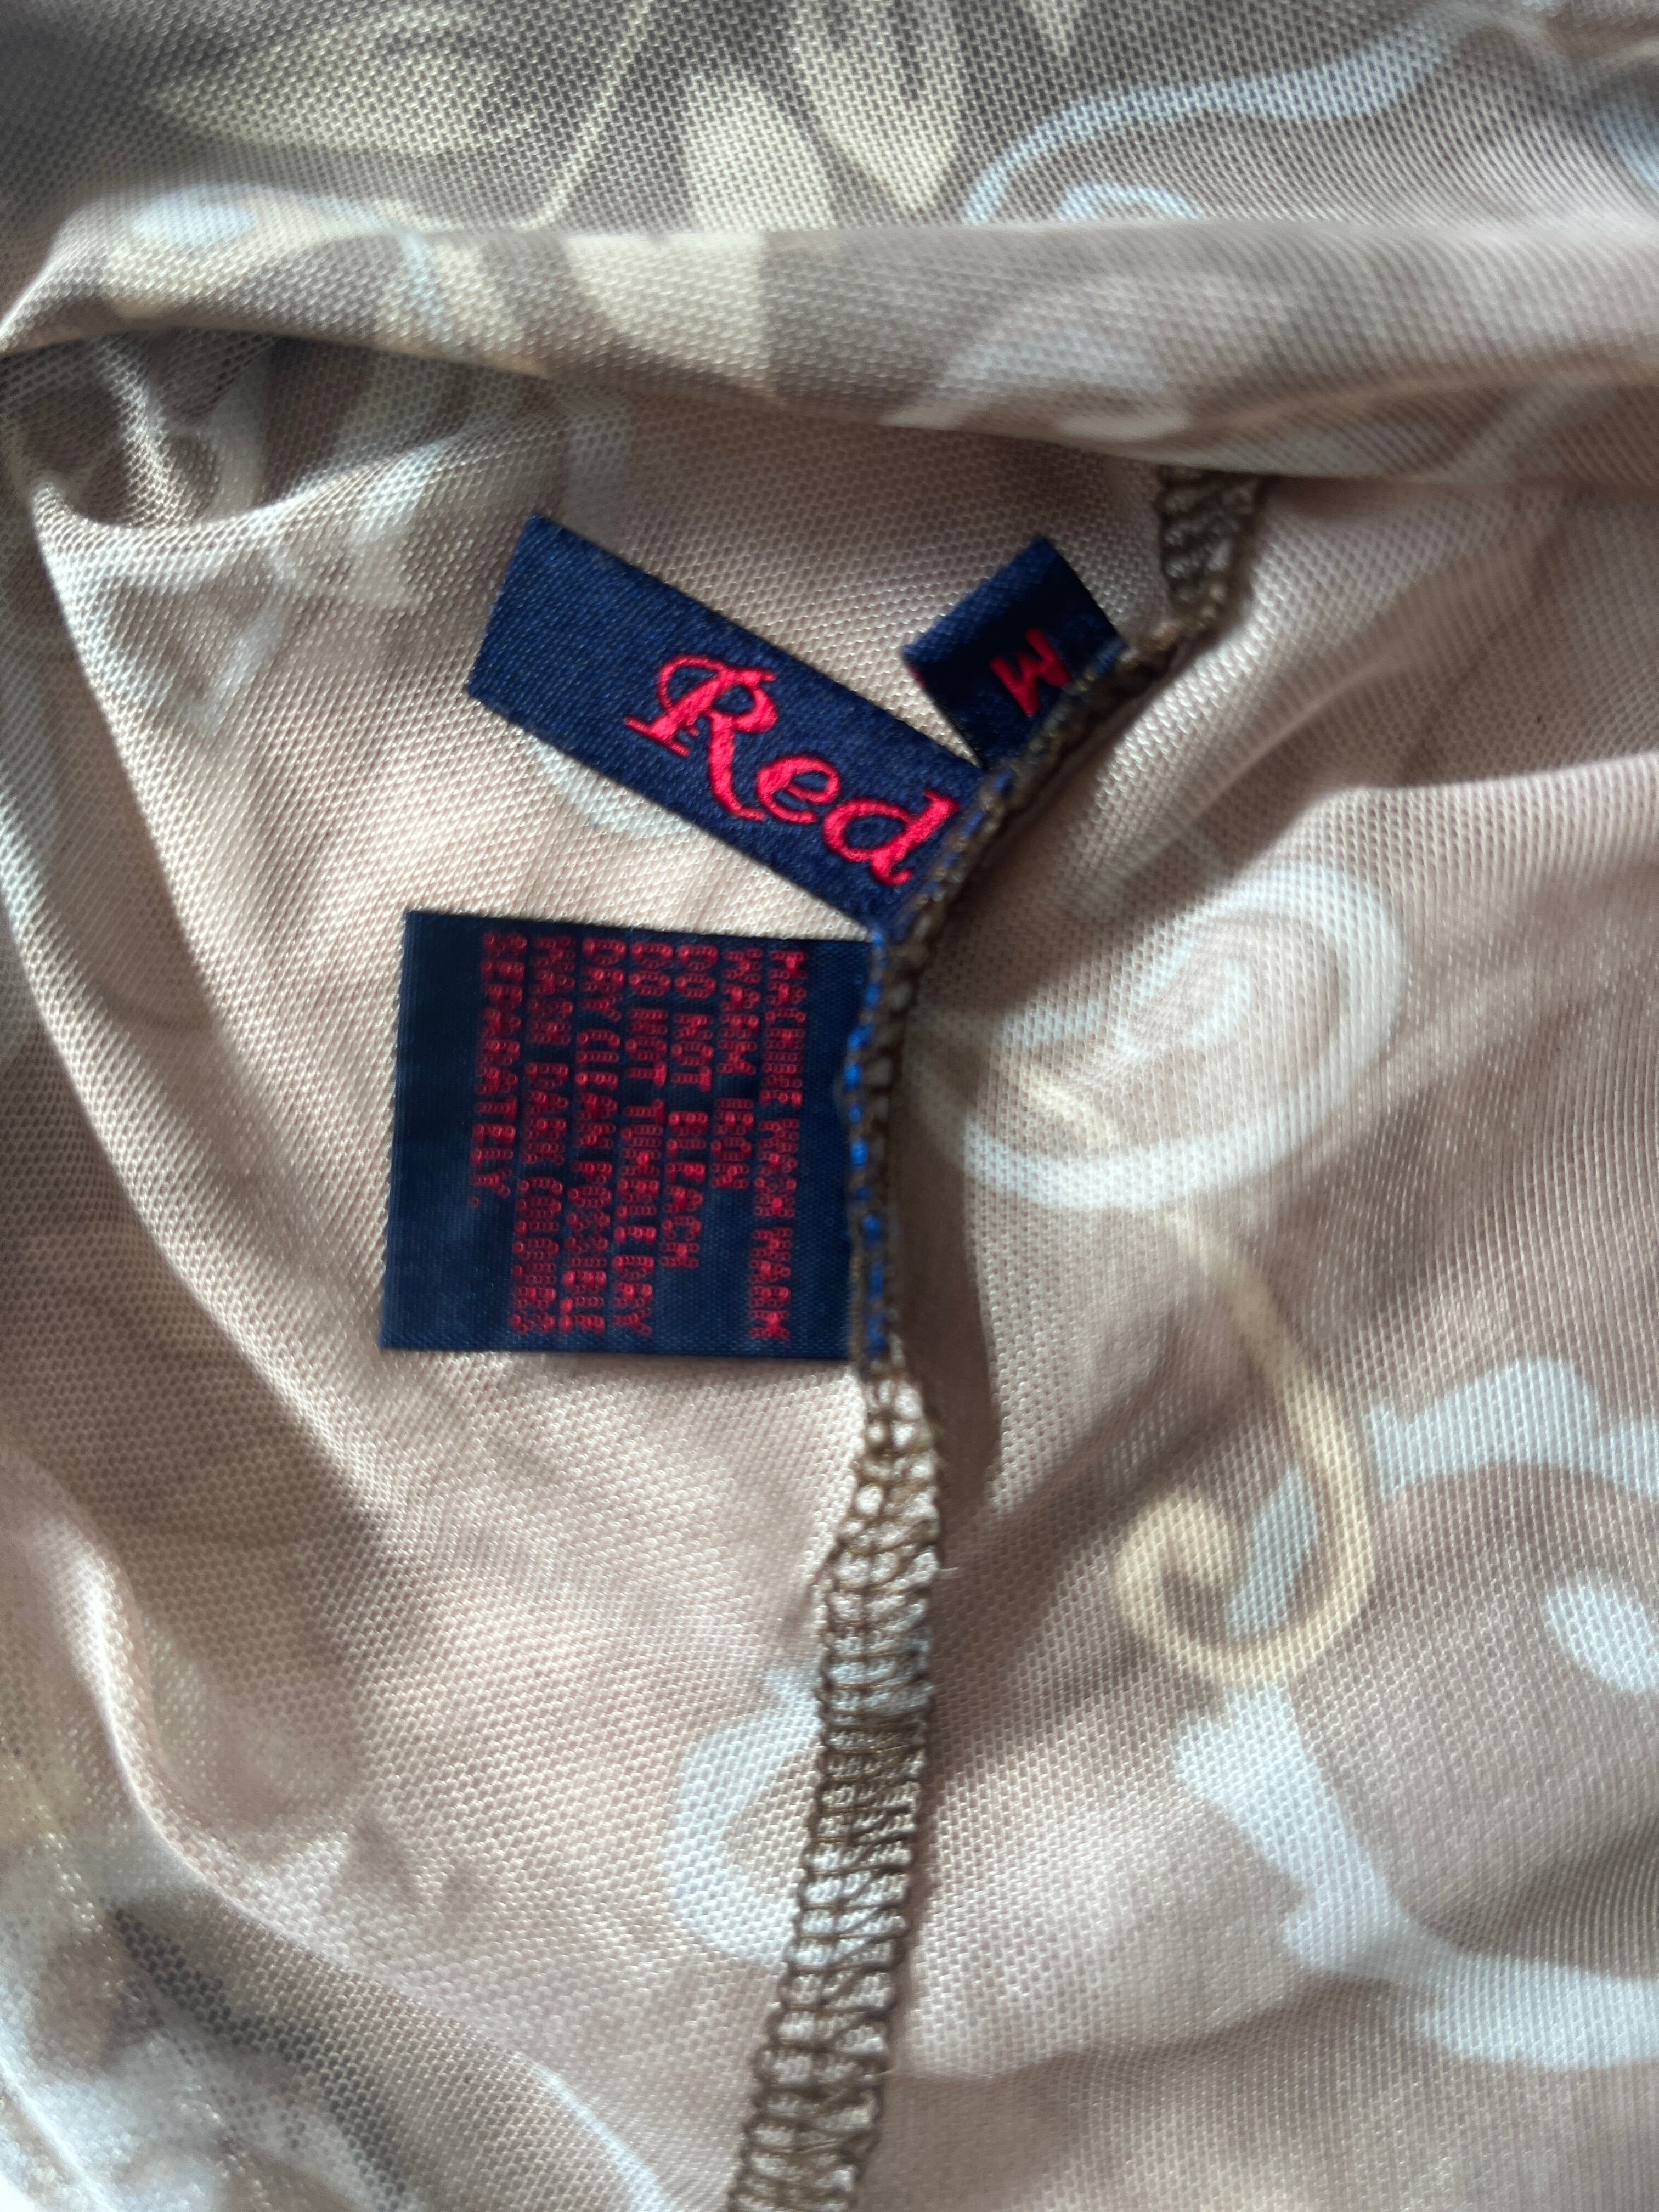 M
Red
MACHINE WASH WARM
WARM IRON
DO NOT BLEACH
DO NOT TUMBLE DRY
DRY CLEAN POSSIBLE
WASH DARK COLOURS
SEPARATELY.